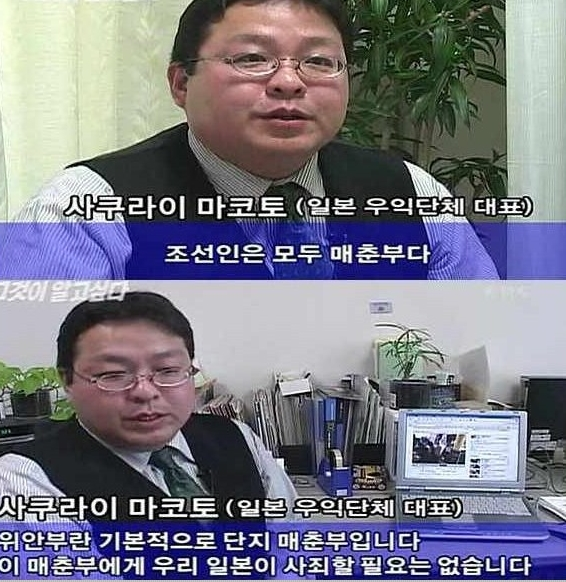 사쿠라이 마코토 (일본 우익단체 대표)
조선인은 모두 매춘부다
그것이 알고싶다
사쿠라이 마코토 (일본 우익단체 대표)
위안부란 기본적으로 단지 매춘부입니다
이 매춘부에게 우리 일본이 사죄할 필요는 없습니다